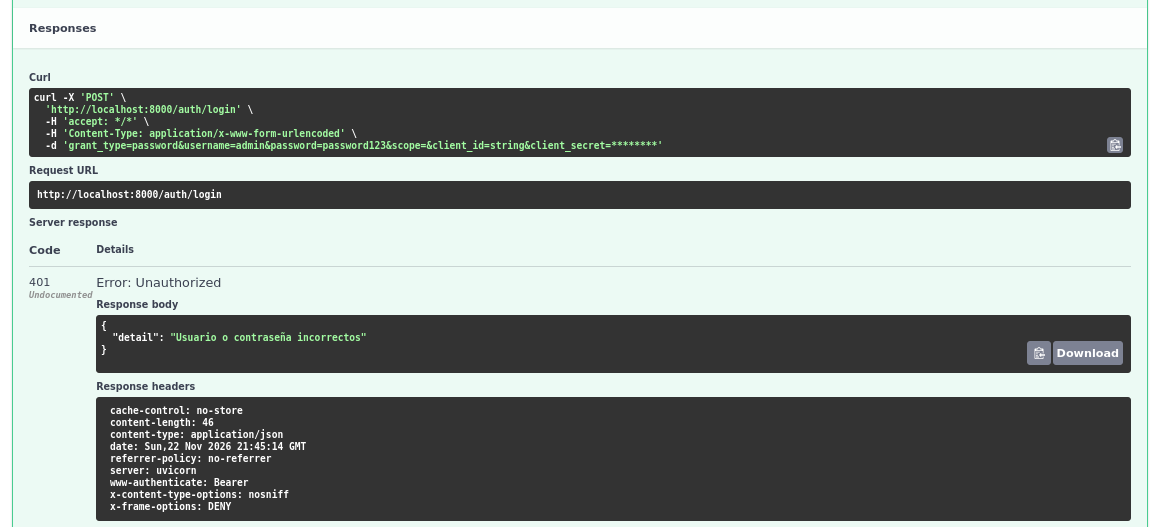 Responses
Curl
curl -X 'POST' \
  'http://localhost:8000/auth/login' \
  -H 'accept: */*' \
  -H 'Content-Type: application/x-www-form-urlencoded' \
  -d 'grant_type=password&username=admin&password=password123&scope=&client_id=string&client_secret=********'
Request URL
http://localhost:8000/auth/login
Server response
Code Details
401 Error: Unauthorized
Undocumented
Response body
{
  "detail": "Usuario o contraseña incorrectos"
}
Download
Response headers
cache-control: no-store
content-length: 46
content-type: application/json
date: Sun,22 Nov 2026 21:45:14 GMT
referrer-policy: no-referrer
server: uvicorn
www-authenticate: Bearer
x-content-type-options: nosniff
x-frame-options: DENY